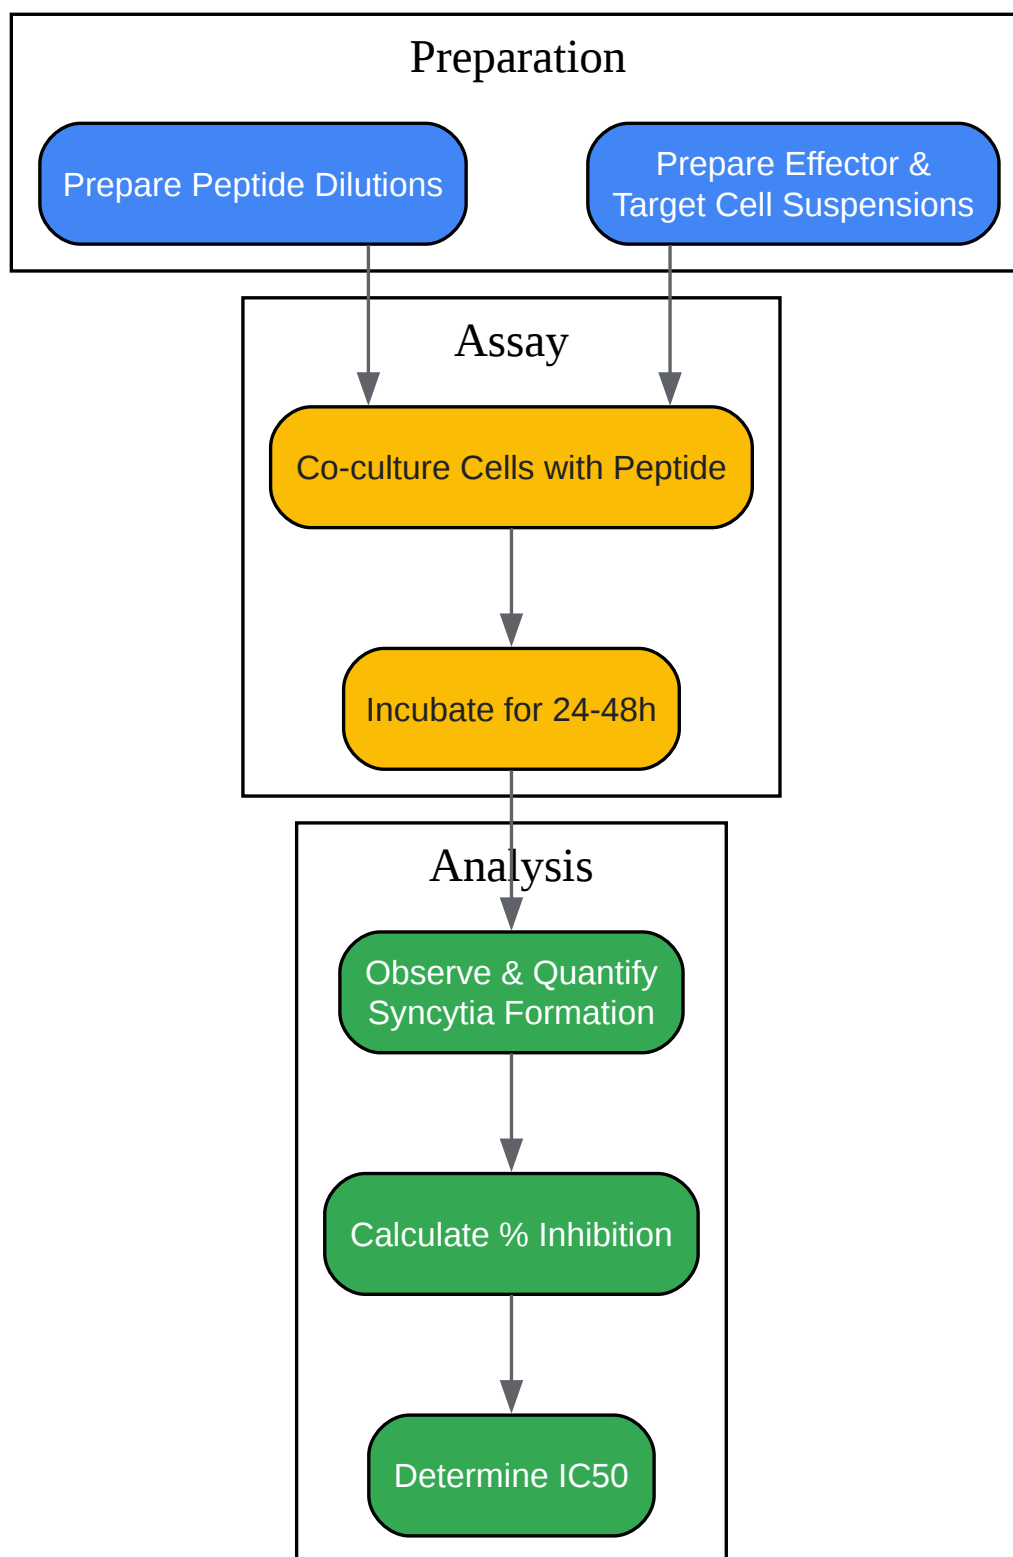 Preparation
Prepare Peptide Dilutions
Prepare Effector &
Target Cell Suspensions
Assay
Co-culture Cells with Peptide
Incubate for 24-48h
Analysis
Observe & Quantify
Syncytia Formation
Calculate % Inhibition
Determine IC50